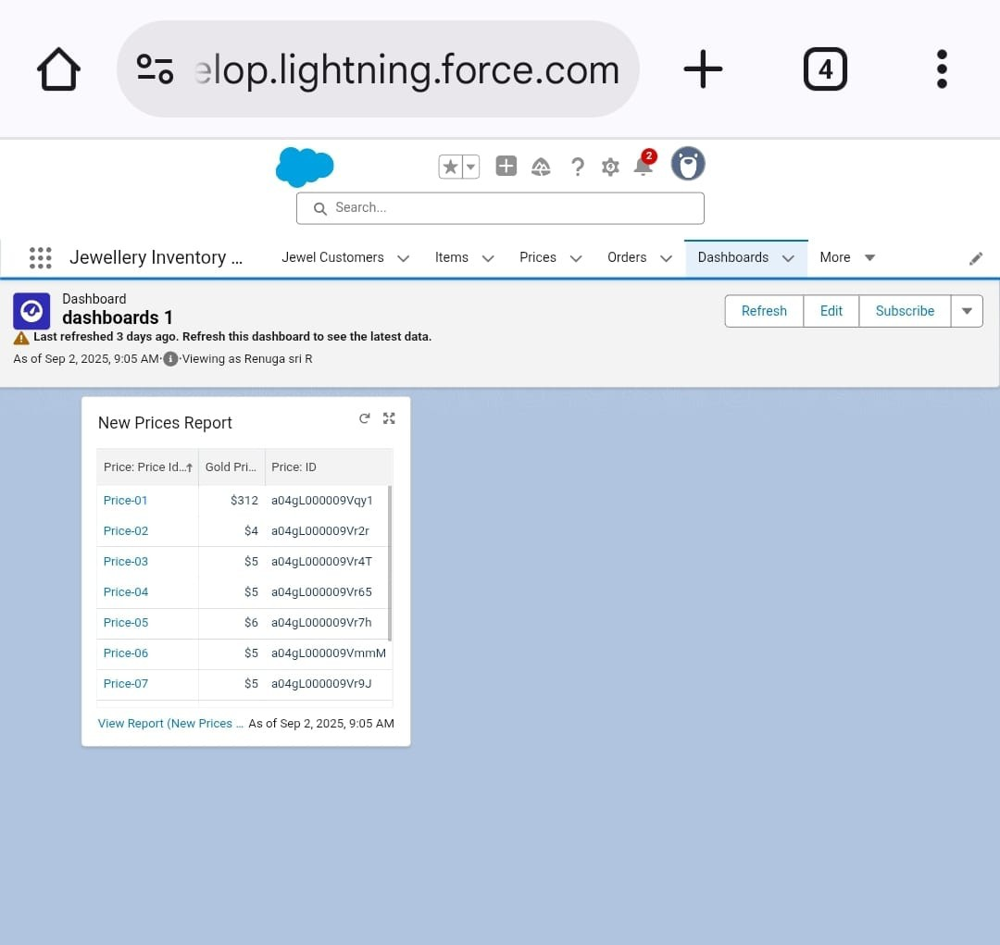 elop.lightning.force.com
4
2
Search...
Jewellery Inventory ...
Jewel Customers
Items
Prices
Orders
Dashboards
More
Dashboard
dashboards 1
Last refreshed 3 days ago. Refresh this dashboard to see the latest data.
As of Sep 2, 2025, 9:05 AM·Viewing as Renuga sri R
Refresh
Edit
Subscribe
New Prices Report
Price: Price Id...↑ Gold Pri... Price: ID
Price-01 $312 a04gL000009Vqy1
Price-02 $4 a04gL000009Vr2r
Price-03 $5 a04gL000009Vr4T
Price-04 $5 a04gL000009Vr65
Price-05 $6 a04gL000009Vr7h
Price-06 $5 a04gL000009VmmM
Price-07 $5 a04gL000009Vr9J
View Report (New Prices ... As of Sep 2, 2025, 9:05 AM